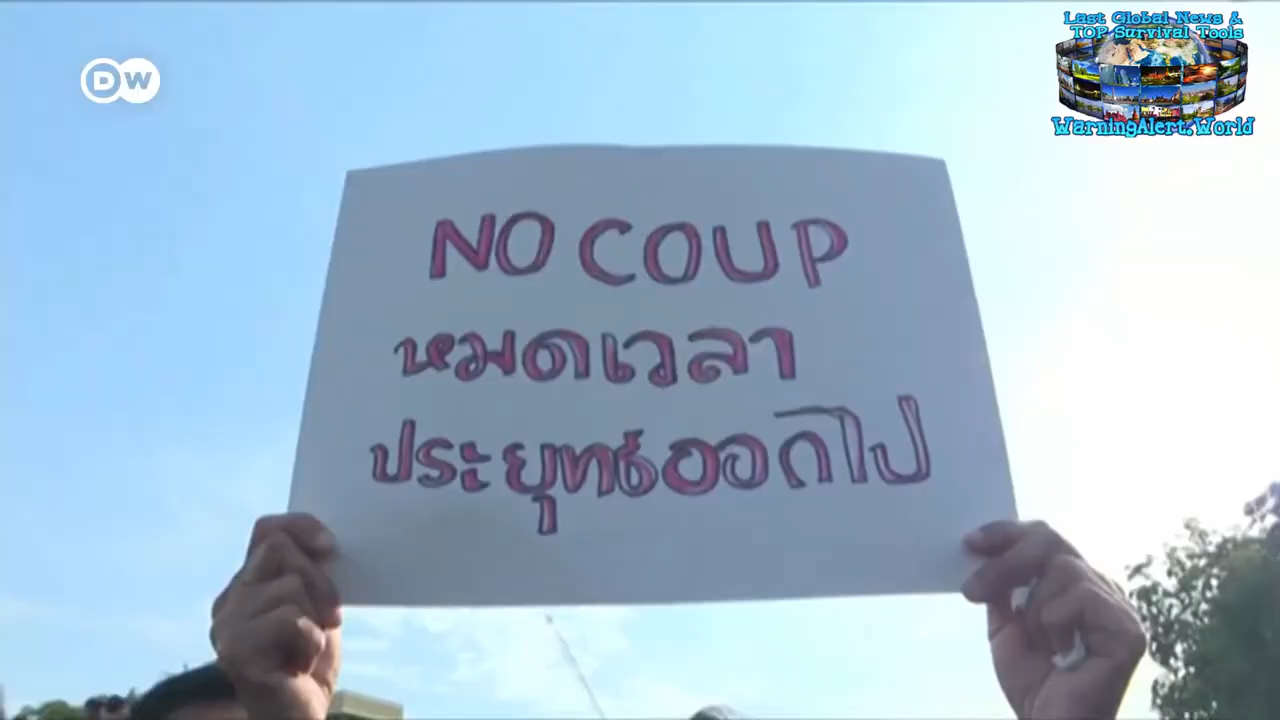 DW
Last Global News &
TOP Survival Tools
WarningAlert.World
NO COUP
หมดเวลา
ประยุทธ์ออกไป